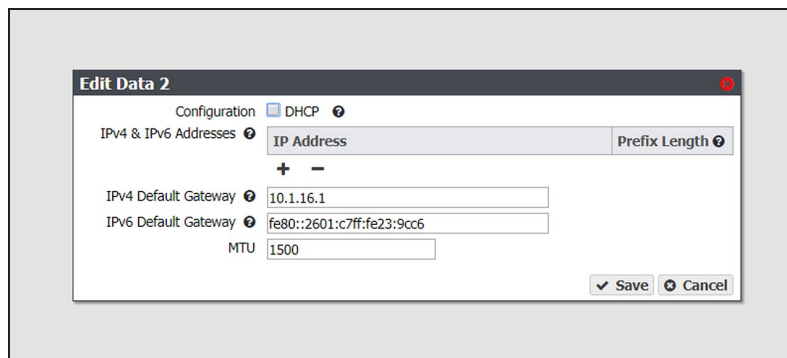 Edit Data 2
Configuration DHCP ?
IPv4 & IPv6 Addresses ? IP Address Prefix Length ?
+ −
IPv4 Default Gateway ? 10.1.16.1
IPv6 Default Gateway ? fe80::2601:c7ff:fe23:9cc6
MTU 1500
Save Cancel